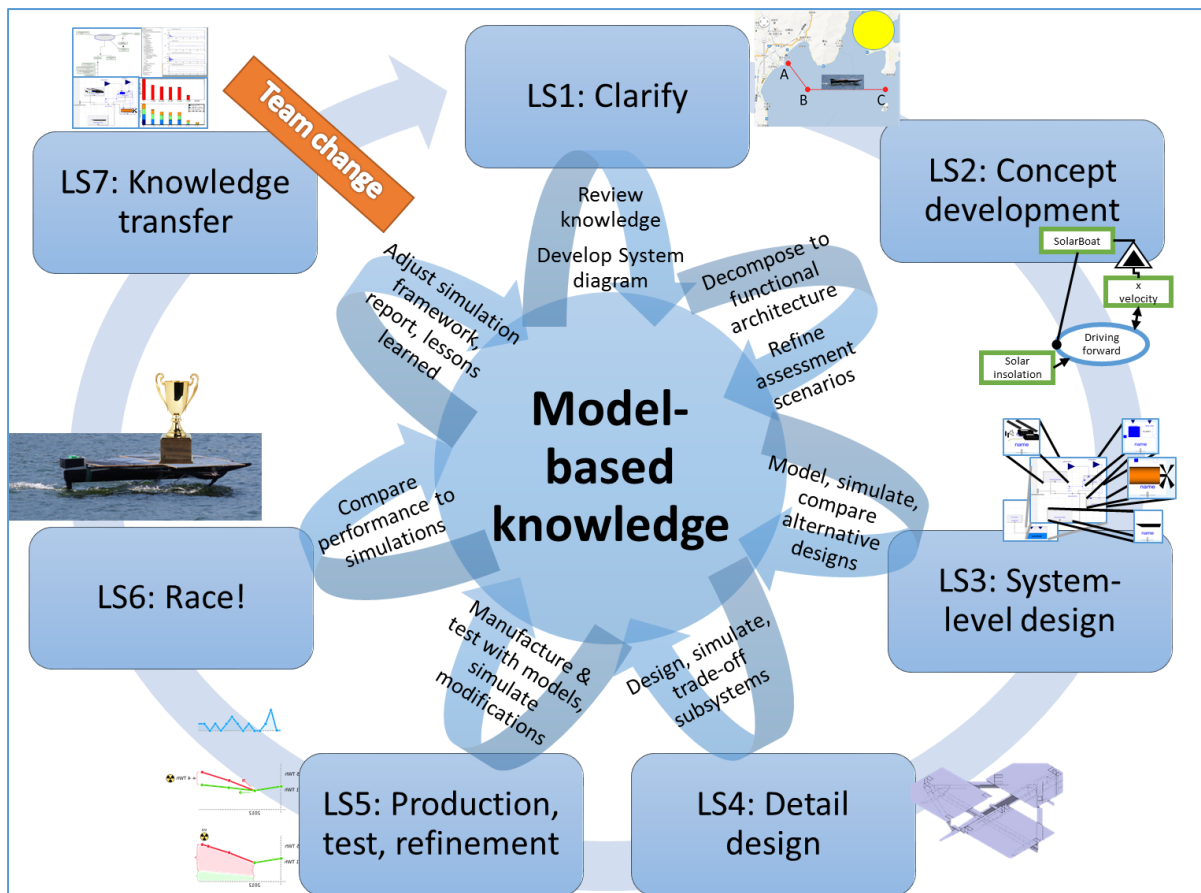 LS1: Clarify
A
B
C
LS2: Concept
development
SolarBoat
x
velocity
Driving
forward
Solar
insolation
LS3: System-
level design
name
name
name
LS4: Detail
design
LS5: Production,
test, refinement
2012
2012
LS6: Race!
LS7: Knowledge
transfer
Team change
Review
knowledge
Develop System
diagram
Decompose to
functional
architecture
Refine
assessment
scenarios
Model, simulate,
compare
alternative
designs
Design, simulate,
trade-off
subsystems
Manufacture &
test with models,
simulate
modifications
Compare
performance to
simulations
Adjust simulation
framework,
report, lessons
learned
Model-
based
knowledge